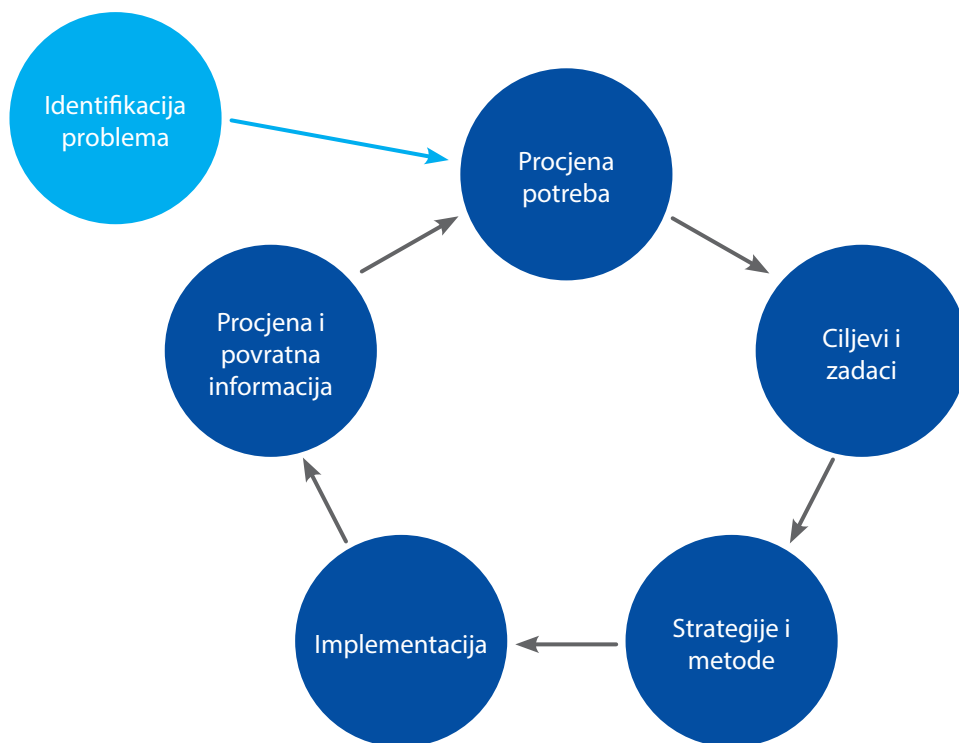 Identifikacija
problema
Procjena
potreba
Ciljevi i
zadaci
Strategije i
metode
Implementacija
Procjena i
povratna
informacija